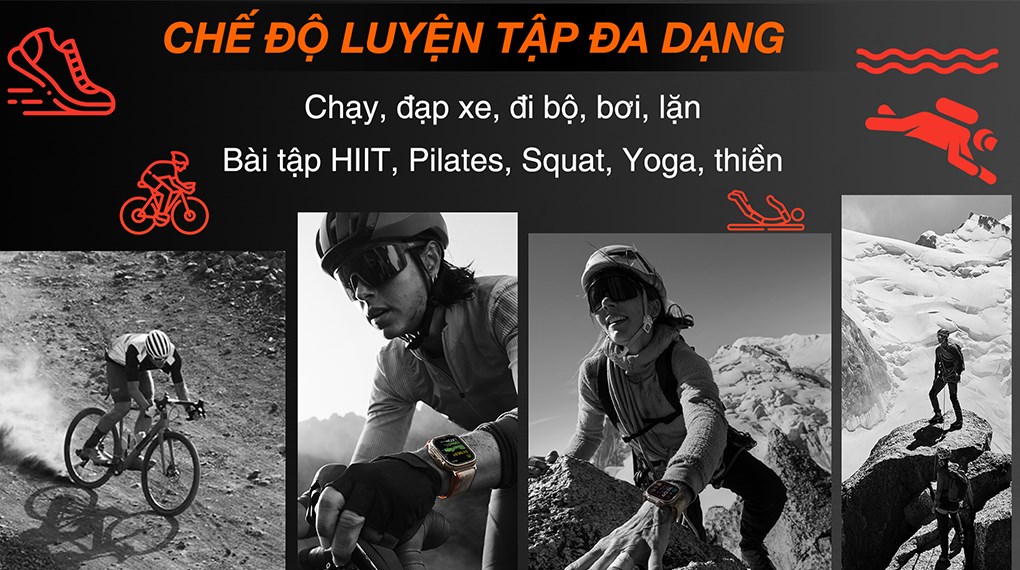 CHẾ ĐỘ LUYỆN TẬP ĐA DẠNG
Chạy, đạp xe, đi bộ, bơi, lặn
Bài tập HIIT, Pilates, Squat, Yoga, thiền